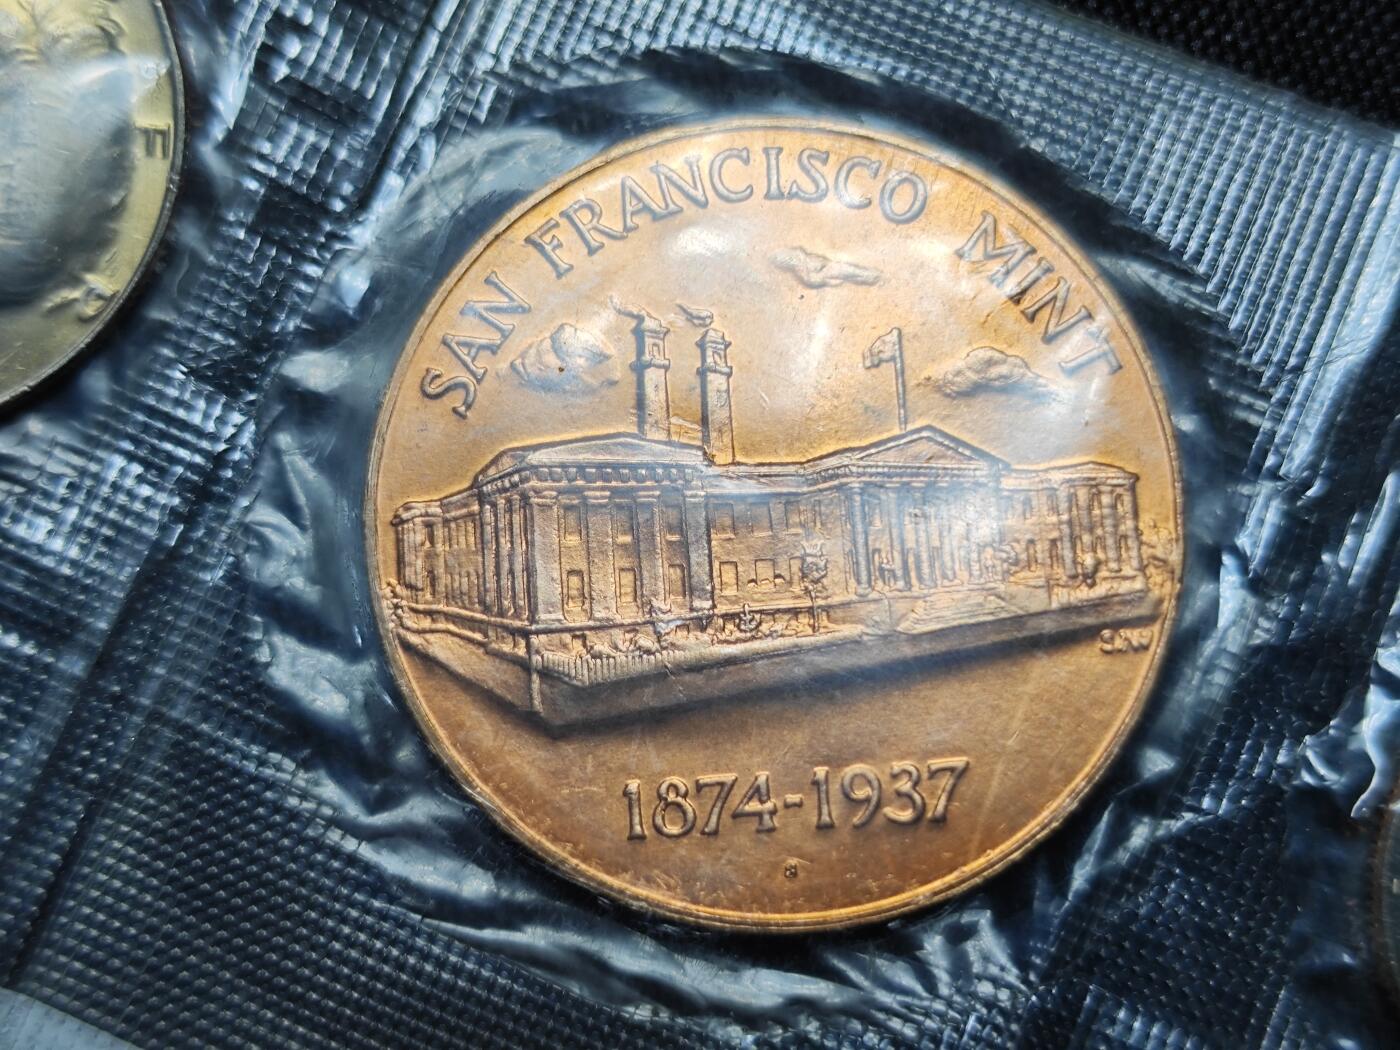 SAN FRANCISCO MINT
1874-1937